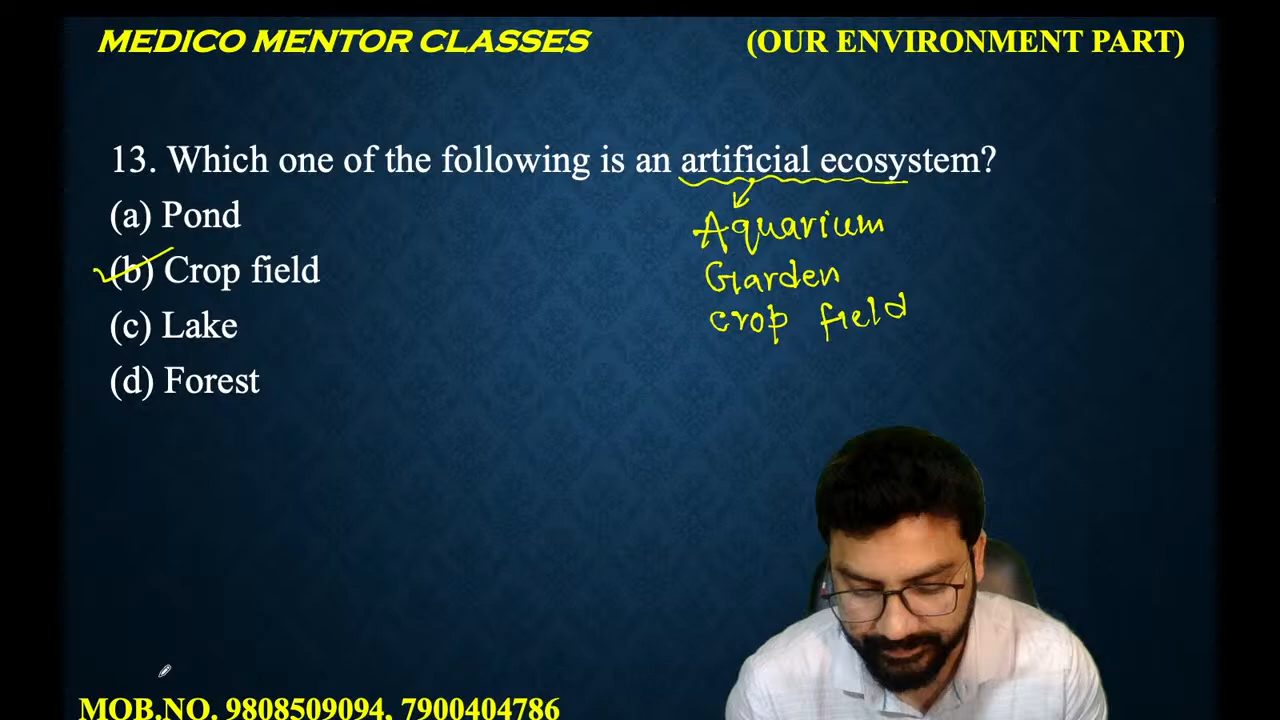 MEDICO MENTOR CLASSES (OUR ENVIRONMENT PART)
13. Which one of the following is an artificial ecosystem?
(a) Pond
(b) Crop field
(c) Lake
(d) Forest
Aquarium
Garden
Crop field
MOB.NO. 9808509094, 7900404786